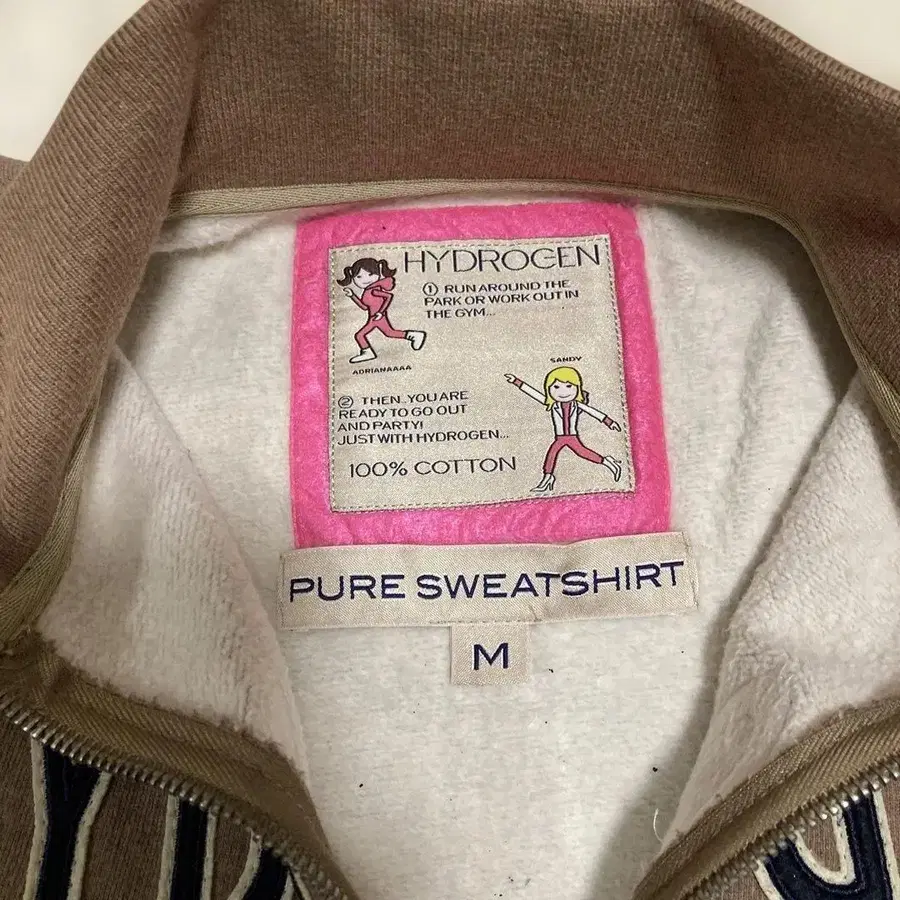 HYDROGEN
① RUN AROUND THE
PARK OR WORK OUT IN
THE GYM...
ADRIANAAAA
SANDY
② THEN..YOU ARE
READY TO GO OUT
AND PARTY!
JUST WITH HYDROGEN...
100% COTTON
PURE SWEATSHIRT
M